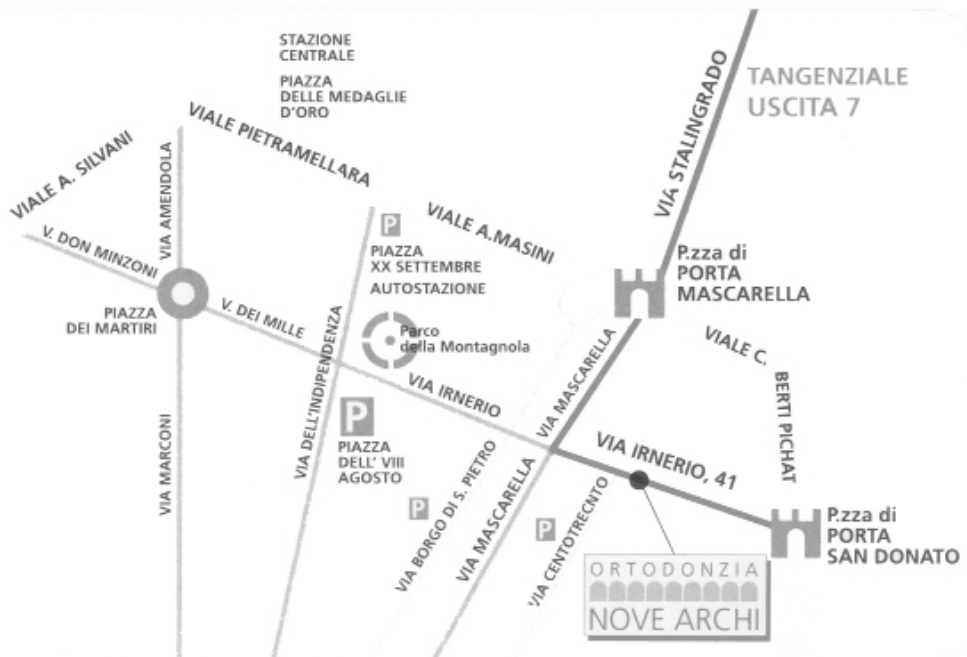 STAZIONE
CENTRALE
PIAZZA
DELLE MEDAGLIE
D'ORO
VIALE PIETRAMELLARA
VIALE A. SILVANI
VIA AMENDOLA
V. DON MINZONI
PIAZZA
DEI MARTIRI
V. DEI MILLE
VIA MARCONI
P
PIAZZA
XX SETTEMBRE
AUTOSTAZIONE
VIALE A.MASINI
Parco
della Montagnola
VIA DELL'INDIPENDENZA
VIA IRNERIO
P
PIAZZA
DELL' VIII
AGOSTO
P
VIA BORGO DI S. PIETRO
VIA MASCARELLA
VIA MASCARELLA
P
VIA CENTOTRECNTO
TANGENZIALE
USCITA 7
VIA STALINGRADO
P.zza di
PORTA
MASCARELLA
VIALE C.
BERTI PICHAT
VIA IRNERIO, 41
P.zza di
PORTA
SAN DONATO
ORTODONZIA
NOVE ARCHI